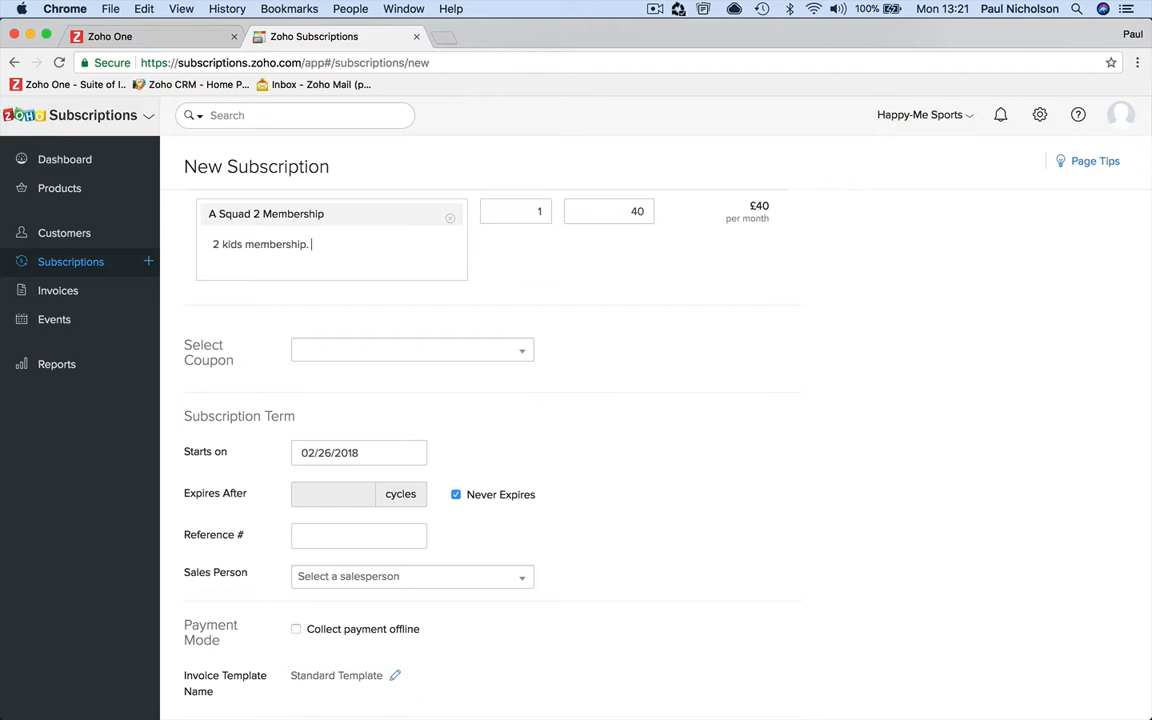 Chrome File Edit View History Bookmarks People Window Help 100% Mon 13:21 Paul Nicholson
Zoho One Zoho Subscriptions Paul
Secure https://subscriptions.zoho.com/app#/subscriptions/new
Zoho One - Suite of I.. Zoho CRM - Home P... Inbox - Zoho Mail (p...
ZOHO Subscriptions Search Happy-Me Sports
Dashboard
Products
Customers
Subscriptions +
Invoices
Events
Reports
New Subscription Page Tips
A Squad 2 Membership 1 40 £40
per month
2 kids membership.
Select
Coupon
Subscription Term
Starts on 02/26/2018
Expires After cycles Never Expires
Reference #
Sales Person Select a salesperson
Payment
Mode
Collect payment offline
Invoice Template
Name
Standard Template